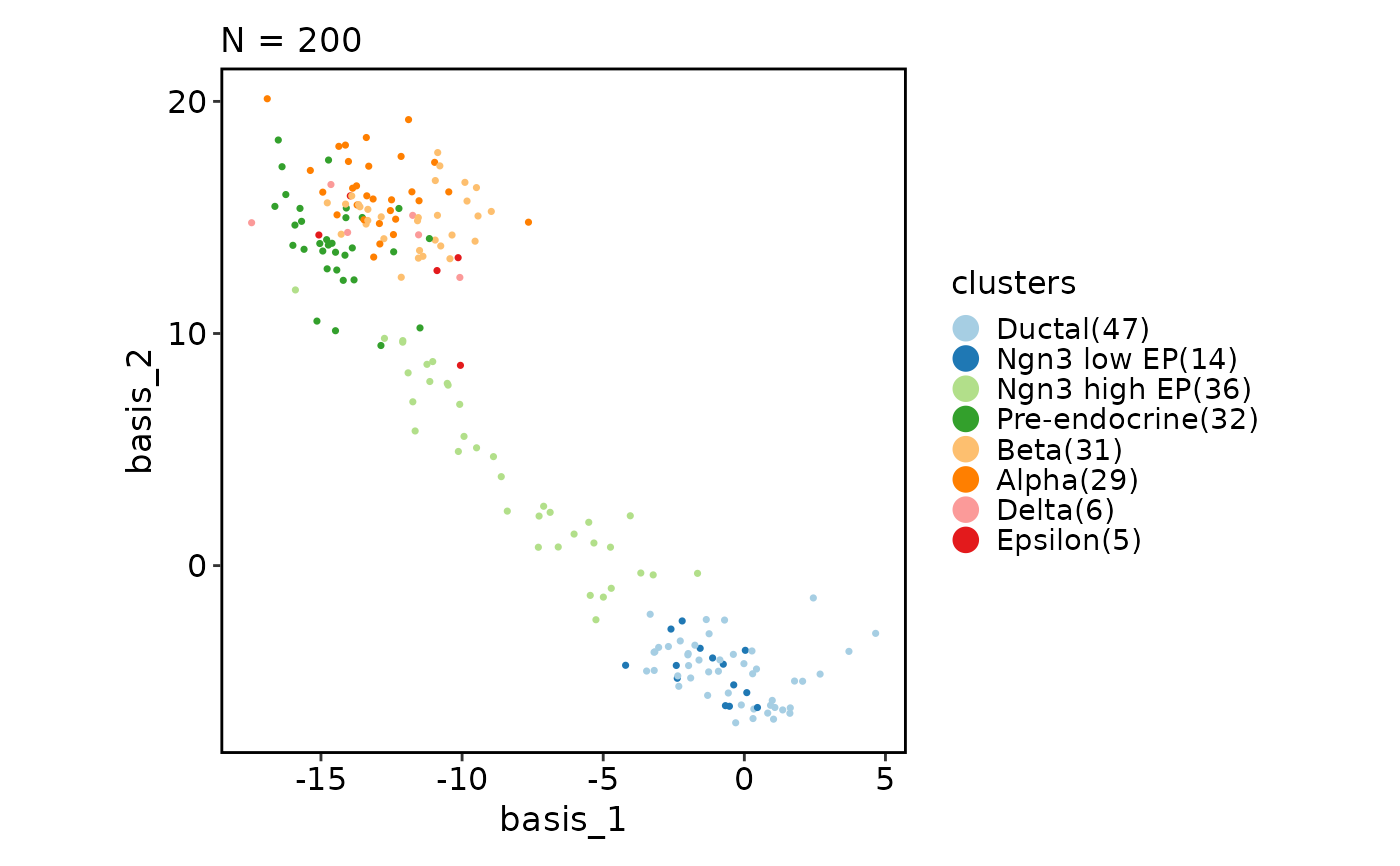 N = 200
20
10
0
basis_2
-15
-10
-5
0
5
basis_1
clusters
Ductal(47)
Ngn3 low EP(14)
Ngn3 high EP(36)
Pre-endocrine(32)
Beta(31)
Alpha(29)
Delta(6)
Epsilon(5)